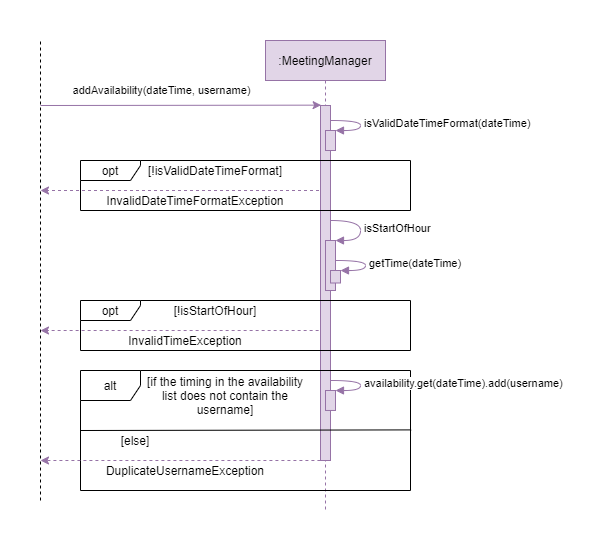 :MeetingManager
addAvailability(dateTime, username)
isValidDateTimeFormat(dateTime)
opt
[!isValidDateTimeFormat]
InvalidDateTimeFormatException
isStartOfHour
getTime(dateTime)
opt
[!isStartOfHour]
InvalidTimeException
alt
[if the timing in the availability
list does not contain the
username]
availability.get(dateTime).add(username)
[else]
DuplicateUsernameException